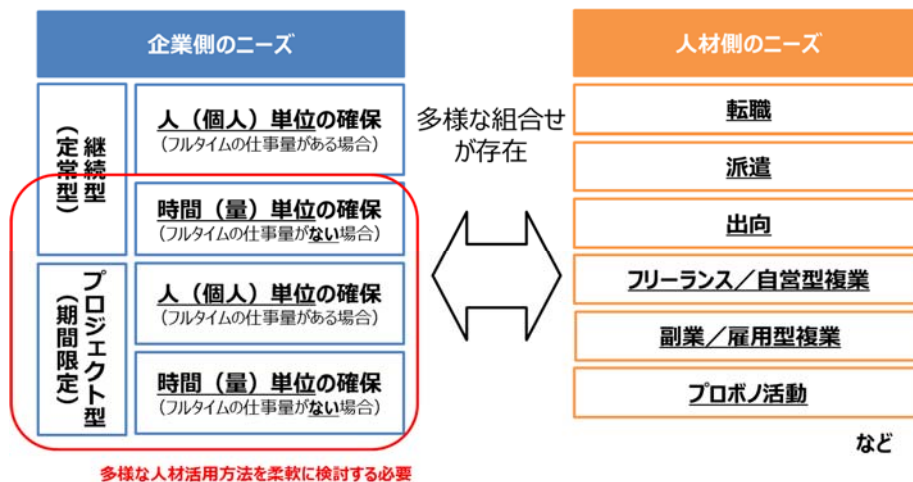 企業側のニーズ
継続型
（定常型）
人（個人）単位の確保
（フルタイムの仕事量がある場合）
時間（量）単位の確保
（フルタイムの仕事量がない場合）
プロジェクト型
（期間限定）
人（個人）単位の確保
（フルタイムの仕事量がある場合）
時間（量）単位の確保
（フルタイムの仕事量がない場合）
多様な人材活用方法を柔軟に検討する必要
多様な組合せ
が存在
人材側のニーズ
転職
派遣
出向
フリーランス／自営型複業
副業／雇用型複業
プロボノ活動
など